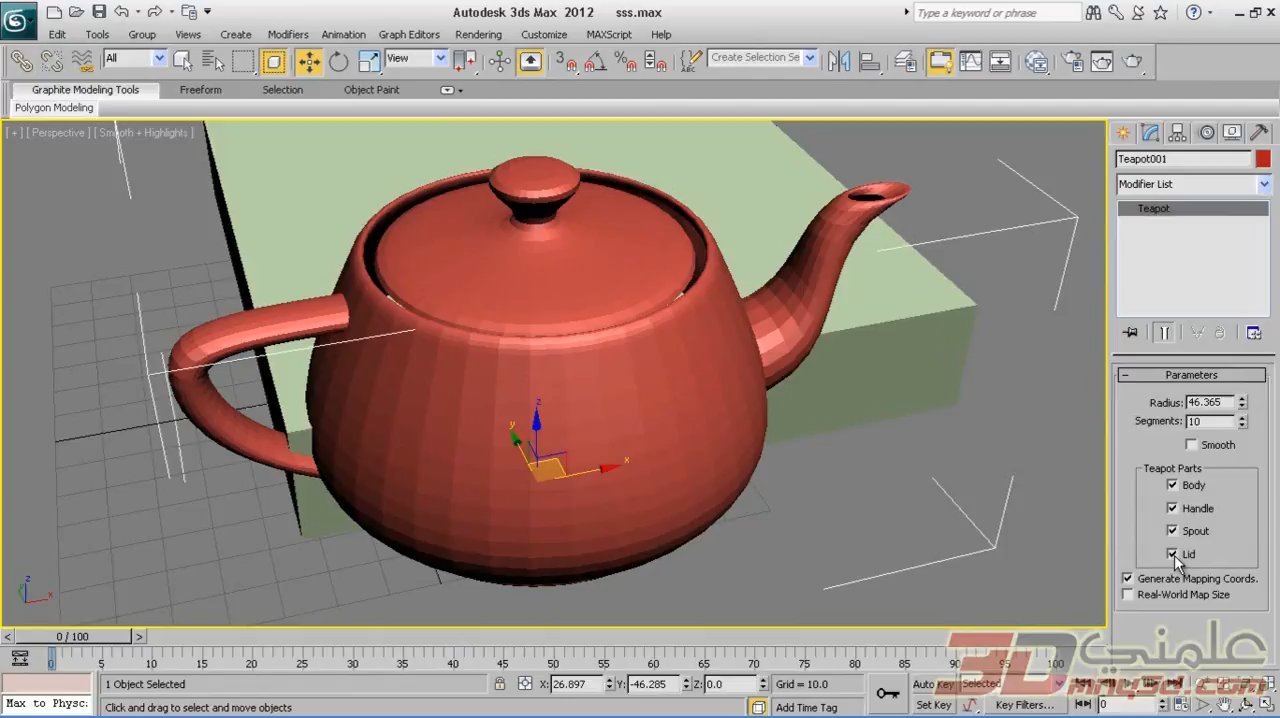 Autodesk 3ds Max 2012 sss.max
Type a keyword or phrase
Edit Tools Group Views Create Modifiers Animation Graph Editors Rendering Customize MAXScript Help
All View 3 Create Selection Se
Graphite Modeling Tools Freeform Selection Object Paint
Polygon Modeling
[ + ] [ Perspective ] [ Smooth + Highlights ]
Teapot001
Modifier List
Teapot
Parameters
Radius: 46.365
Segments: 10
Smooth
Teapot Parts
Body
Handle
Spout
Lid
Generate Mapping Coords.
Real-World Map Size
z
y
x
z
x
< 0 / 100 >
0 5 10 15 20 25 30 35 40 45 50 55 60 65 70 75 80 85 90 95 100
علمني
3D
1 Object Selected X: 26.897 Y: -46.285 Z: 0.0 Grid = 10.0 Auto Key Selected
Max to Physc: Click and drag to select and move objects Add Time Tag Set Key Key Filters... 0